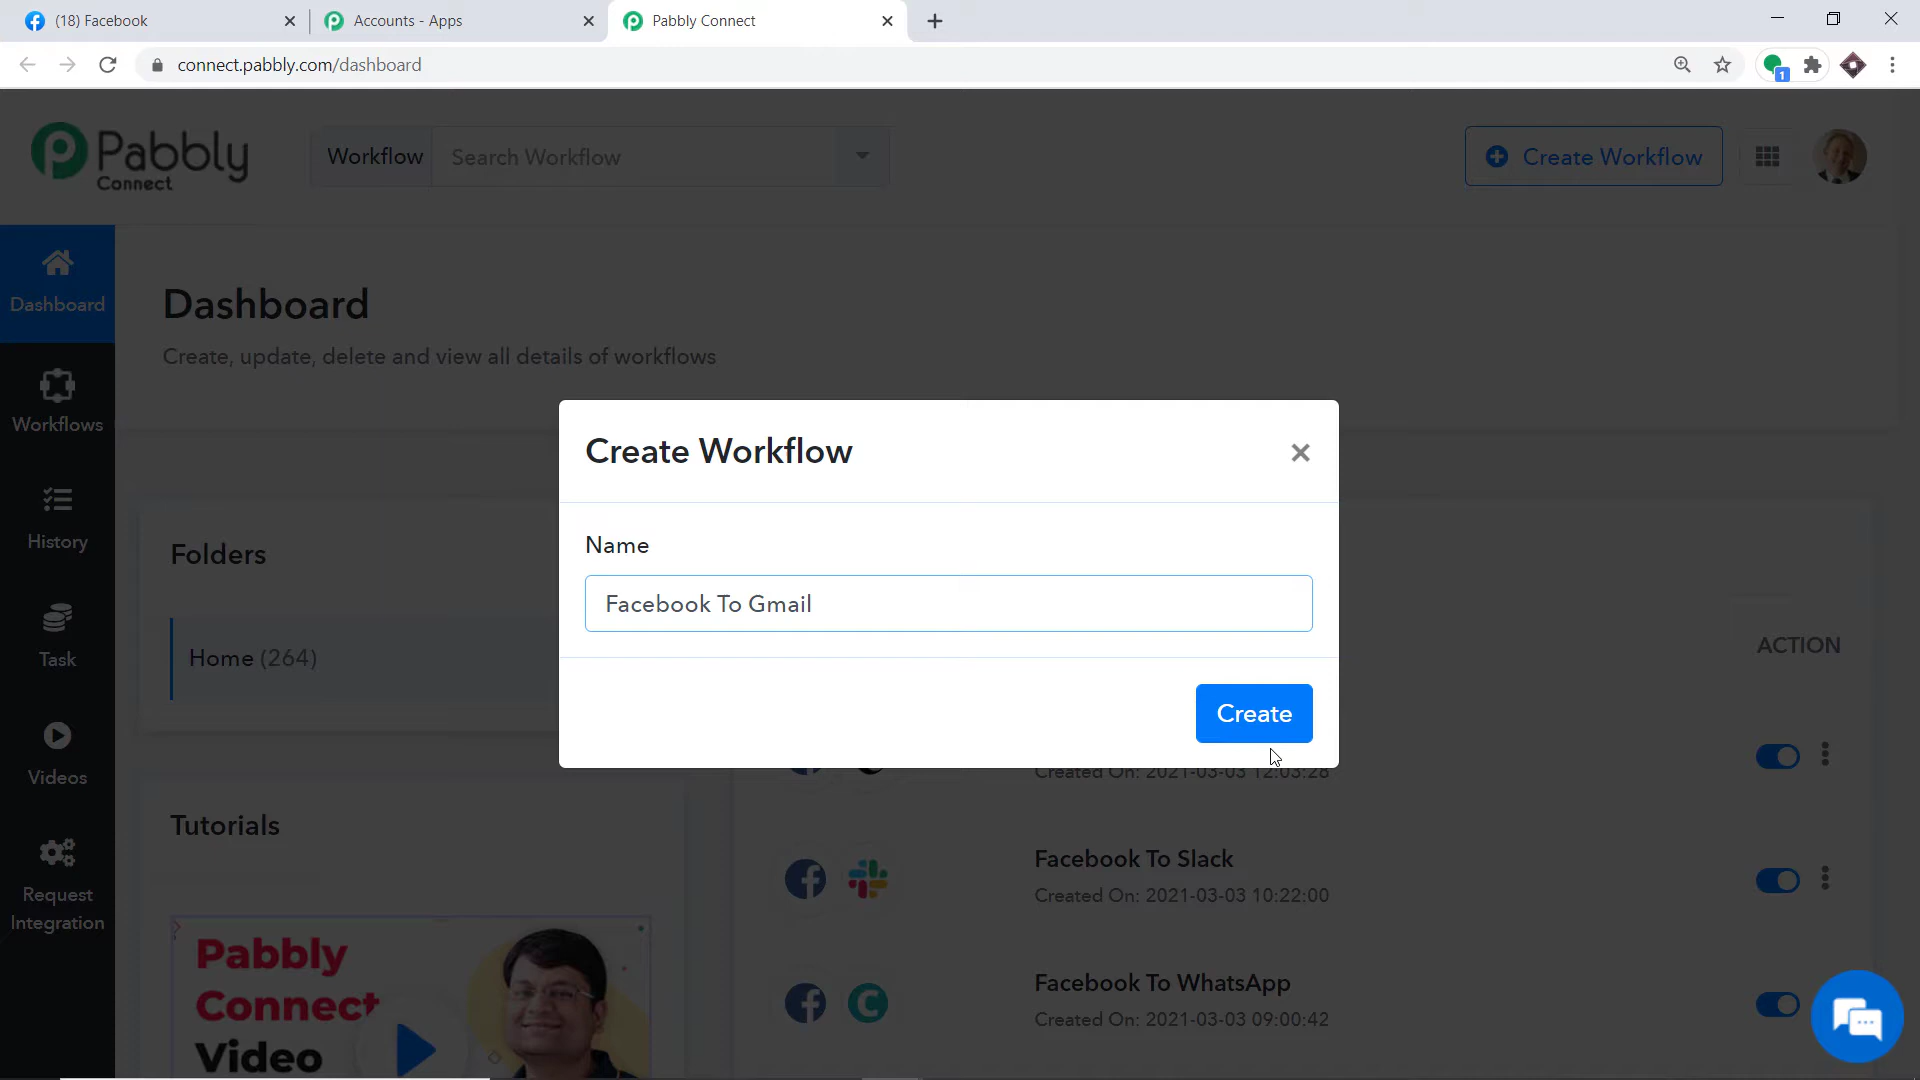 (18) Facebook
Accounts - Apps
Pabbly Connect
connect.pabbly.com/dashboard
1
Pabbly
Connect
Workflow
Search Workflow
Create Workflow
Dashboard
Dashboard
Create, update, delete and view all details of workflows
Workflows
Create Workflow
History
Name
Folders
Facebook To Gmail
Task
Home (264)
ACTION
Create
Videos
Created On: 2021-03-03 12:03:28
Tutorials
Facebook To Slack
Created On: 2021-03-03 10:22:00
Request
Integration
Pabbly
Connect
Video
Facebook To WhatsApp
Created On: 2021-03-03 09:00:42